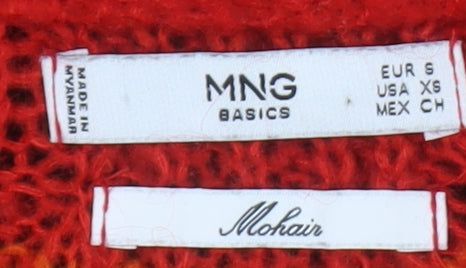 MADE IN
MYANMAR
MNG
BASICS
EUR S
USA XS
MEX CH
Mohair